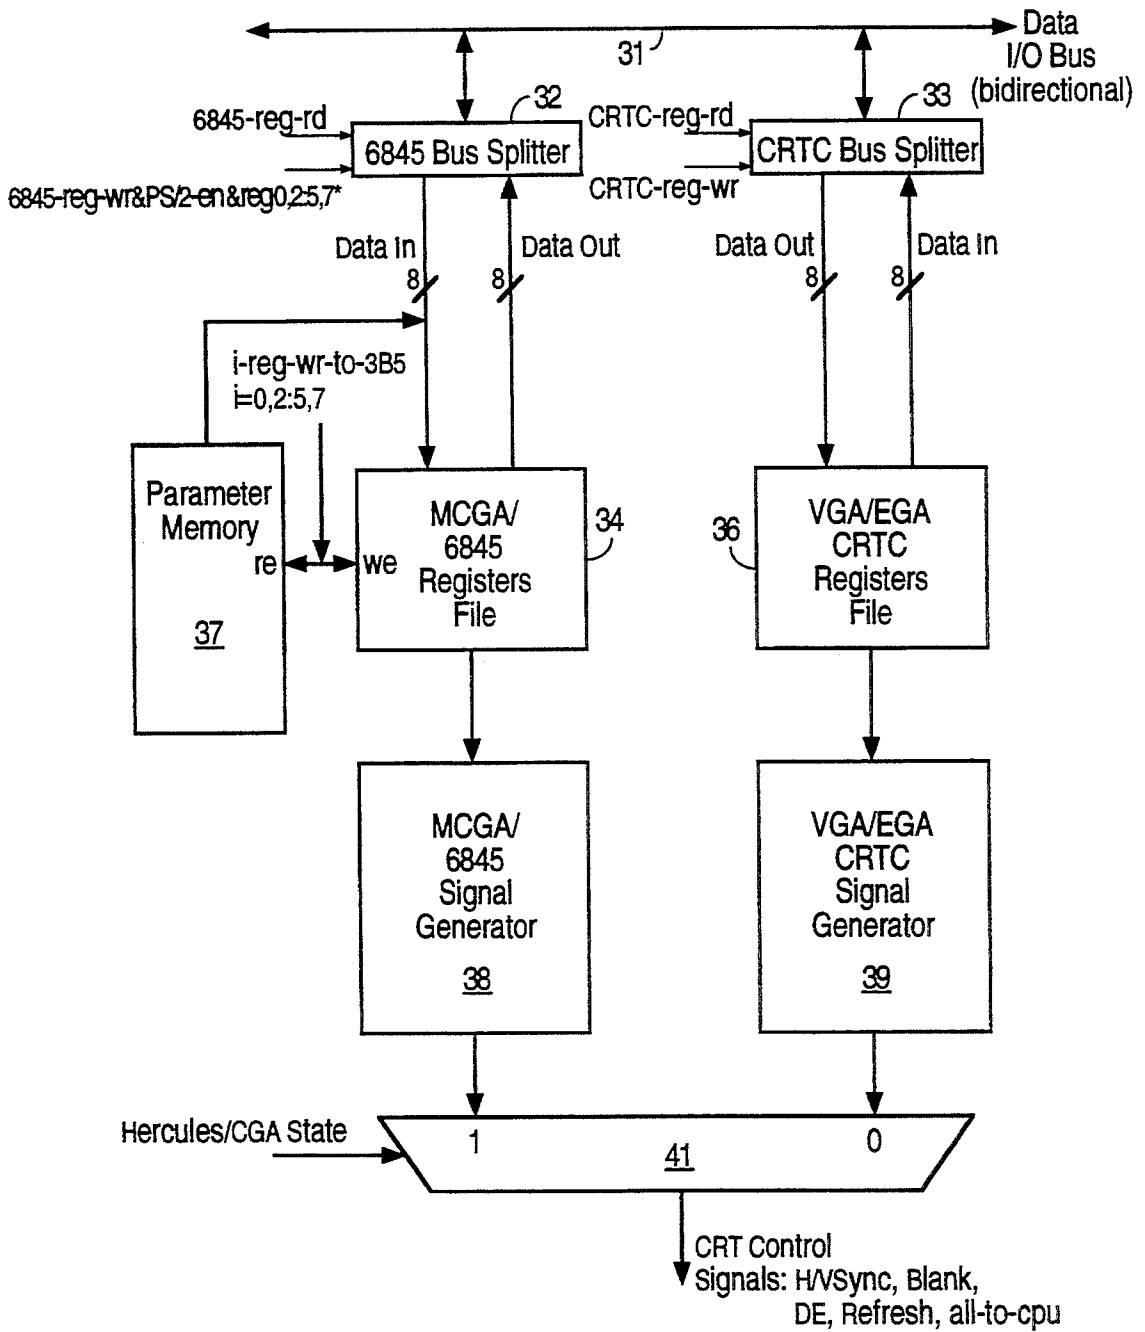 Data
I/O Bus
(bidirectional)
31
32
33
6845-reg-rd
6845 Bus Splitter
6845-reg-wr&PS/2-en&reg0,2:5,7*
CRTC-reg-rd
CRTC Bus Splitter
CRTC-reg-wr
Data In
8
8
Data Out
Data Out
8
8
Data In
i-reg-wr-to-3B5
i=0,2:5,7
Parameter
Memory
re
37
we
MCGA/
6845
Registers
File
34
36
VGA/EGA
CRTC
Registers
File
MCGA/
6845
Signal
Generator
38
VGA/EGA
CRTC
Signal
Generator
39
Hercules/CGA State
1
41
0
CRT Control
Signals: H/VSync, Blank,
DE, Refresh, all-to-cpu